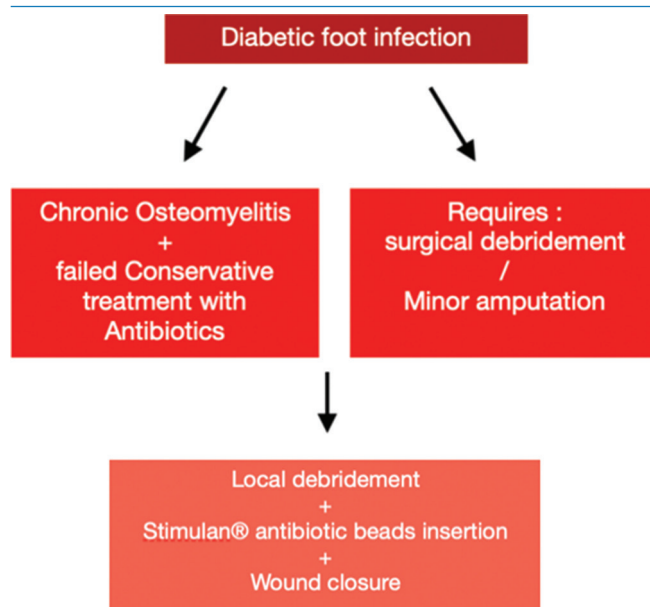 Diabetic foot infection
Chronic Osteomyelitis
+
failed Conservative
treatment with
Antibiotics
Requires :
surgical debridement
/
Minor amputation
Local debridement
+
Stimulan® antibiotic beads insertion
+
Wound closure